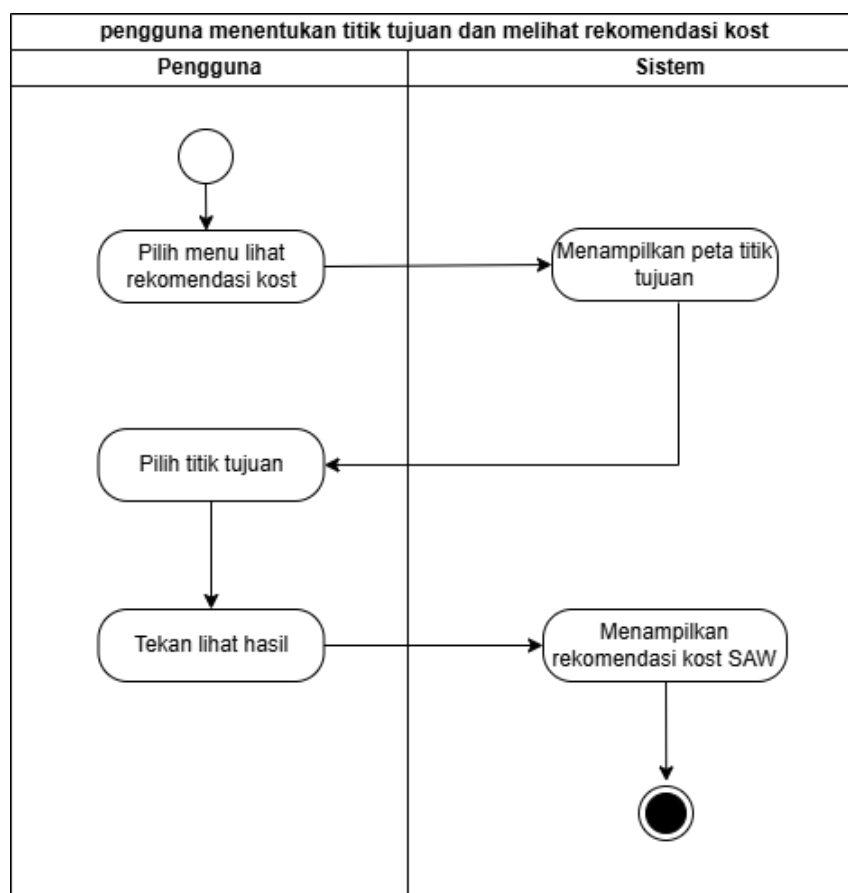 pengguna menentukan titik tujuan dan melihat rekomendasi kost
Pengguna
Sistem
Pilih menu lihat
rekomendasi kost
Menampilkan peta titik
tujuan
Pilih titik tujuan
Tekan lihat hasil
Menampilkan
rekomendasi kost SAW